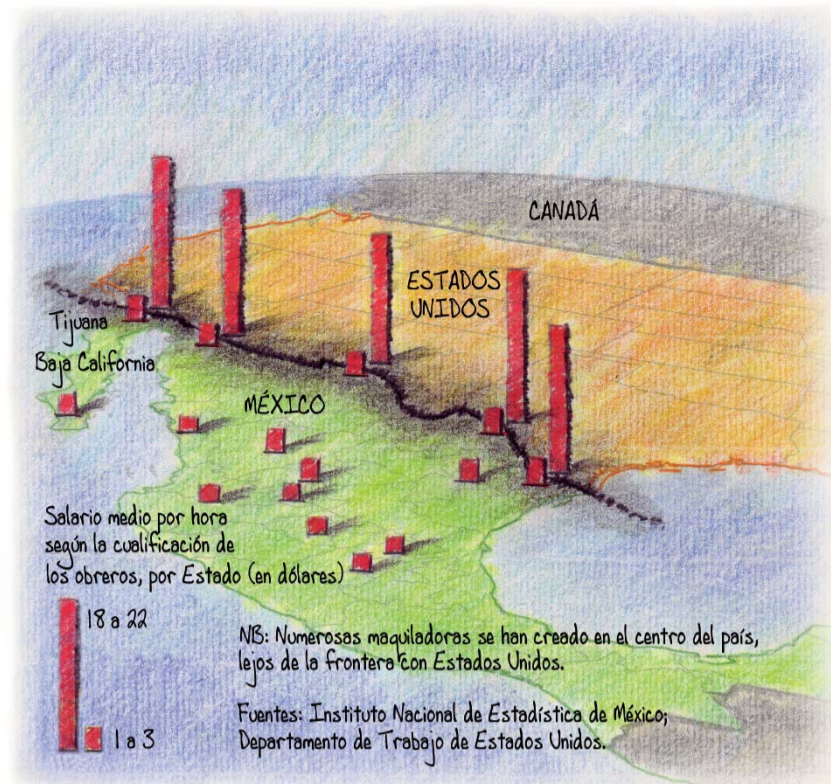 CANADÁ
ESTADOS
UNIDOS
Tijuana
Baja California
MÉXICO
Salario medio por hora
según la cualificación de
los obreros, por Estado (en dólares)
18 a 22
1 a 3
NB: Numerosas maquiladoras se han creado en el centro del país,
lejos de la frontera con Estados Unidos.
Fuentes: Instituto Nacional de Estadística de México;
Departamento de Trabajo de Estados Unidos.